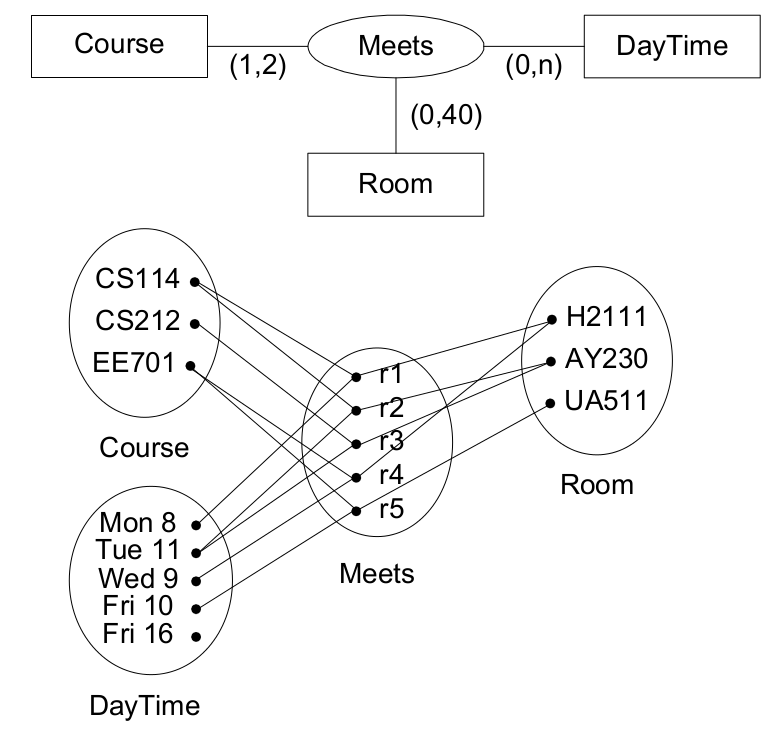 Course
Meets
DayTime
(1,2)
(0,n)
(0,40)
Room
CS114
CS212
EE701
Course
r1
r2
r3
r4
r5
Meets
H2111
AY230
UA511
Room
Mon 8
Tue 11
Wed 9
Fri 10
Fri 16
DayTime